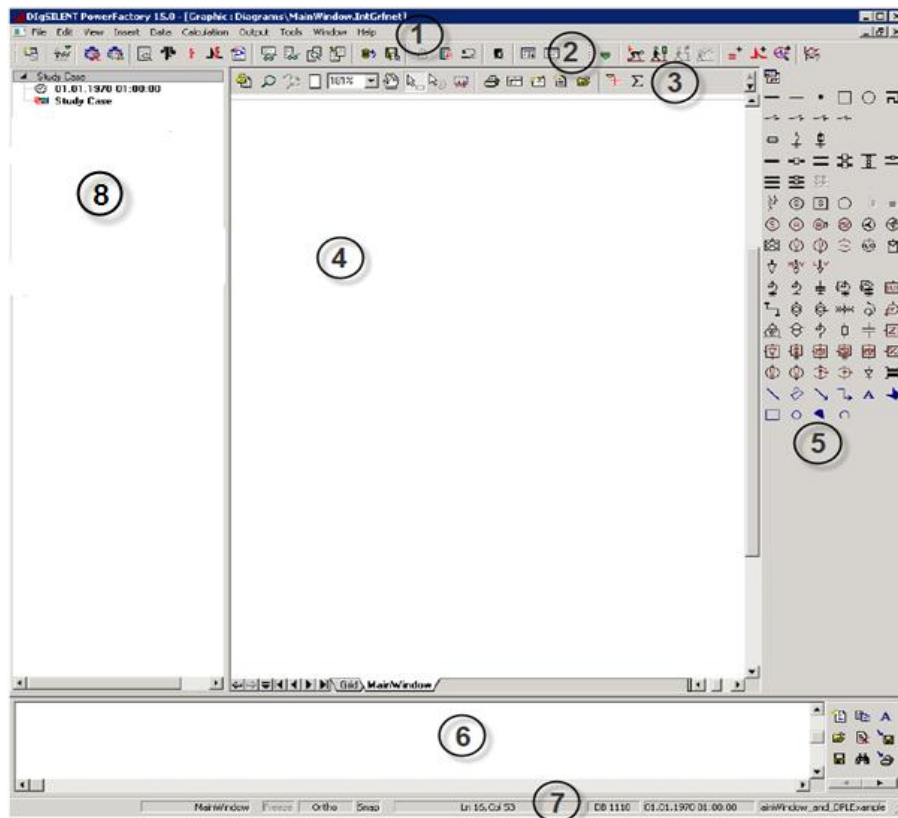 DIgSILENT PowerFactory 15.0 - [Graphic : Diagrams\MainWindow.IntGrfnet]
1
File Edit View Insert Data Calculation Output Tools Window Help
2
Study Case
01.01.1970 01:00:00
Study Case
101%
3
8
4
5
Grid MainWindow
6
7
MainWindow Freeze Ortho Snap Ln 16, Col 53 DB 1110 01.01.1970 01:00:00 ainWindow_and_DPLExample